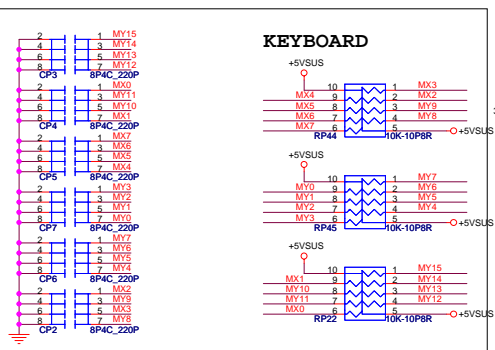 KEYBOARD
2 1 MY15
4 3 MY14
6 5 MY13
8 7 MY12
CP3 8P4C_220P
2 1 MX0
4 3 MY11
6 5 MY10
8 7 MX1
CP4 8P4C_220P
2 1 MX7
4 3 MX6
6 5 MX5
8 7 MX4
CP5 8P4C_220P
2 1 MY3
4 3 MY2
6 5 MY1
8 7 MY0
CP7 8P4C_220P
2 1 MY7
4 3 MY6
6 5 MY5
8 7 MY4
CP6 8P4C_220P
2 1 MX2
4 3 MY9
6 5 MX3
8 7 MY8
CP2 8P4C_220P
+5VSUS
10 1 MX3
MX4 9 2 MX2
MX5 8 3 MY9
MX6 7 4 MY8
MX7 6 5 +5VSUS
RP44 10K-10P8R
+5VSUS
10 1 MY7
MY0 9 2 MY6
MY1 8 3 MY5
MY2 7 4 MY4
MY3 6 5 +5VSUS
RP45 10K-10P8R
+5VSUS
10 1 MY15
MX1 9 2 MY14
MY10 8 3 MY13
MY11 7 4 MY12
MX0 6 5 +5VSUS
RP22 10K-10P8R